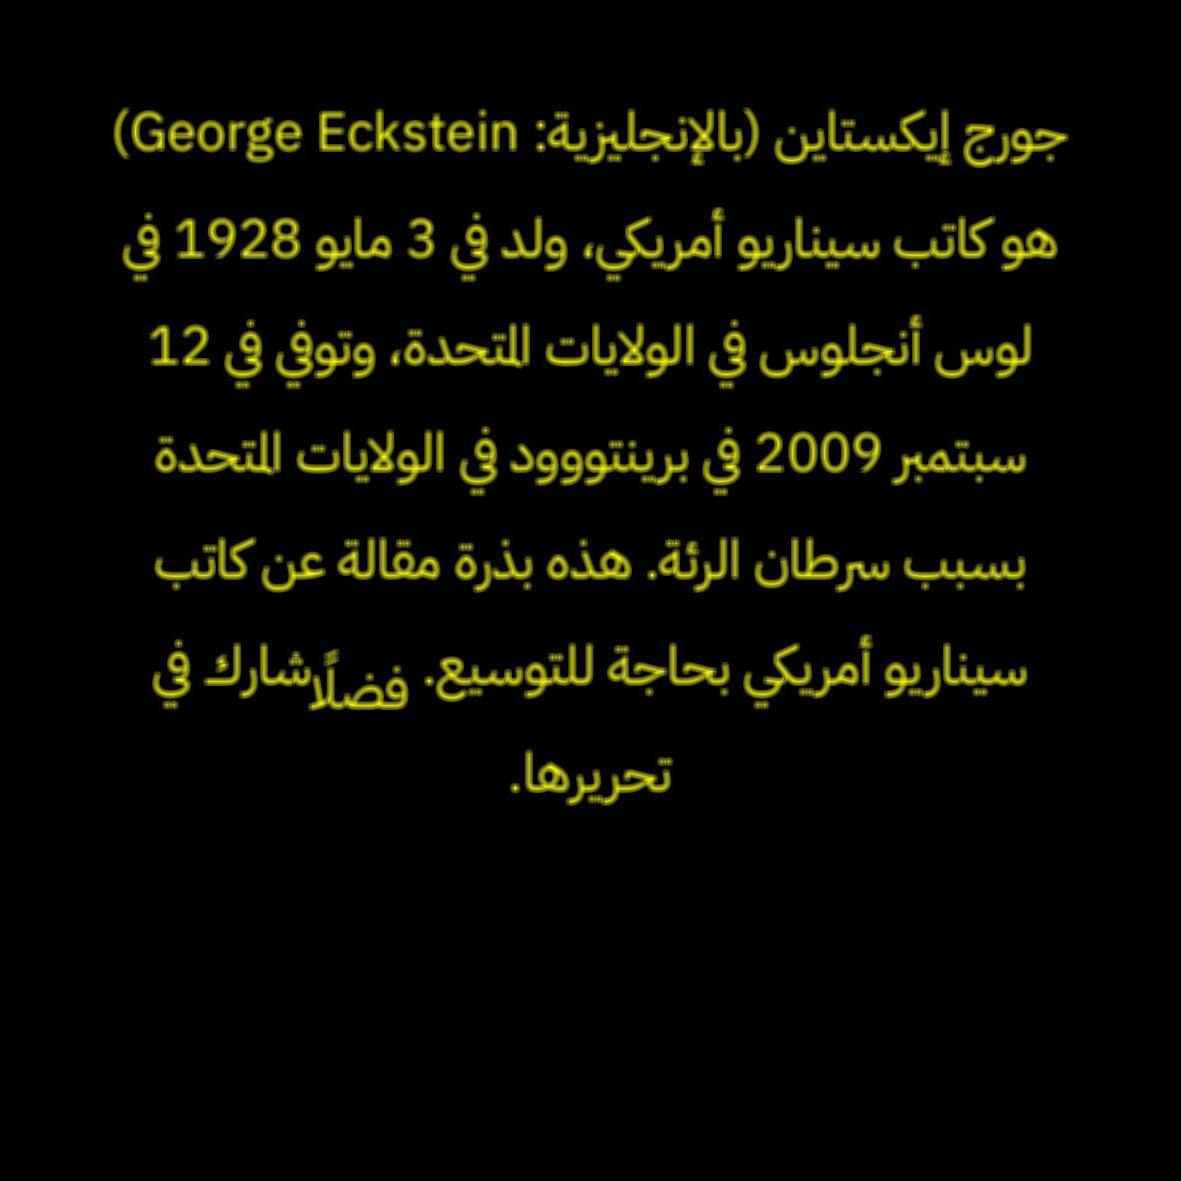 جورج إيكستاين (بالإنجليزية: George Eckstein)
هو كاتب سيناريو أمريكي، ولد في 3 مايو 1928 في
لوس أنجلوس في الولايات المتحدة، وتوفي في 12
سبتمبر 2009 في برينتووود في الولايات المتحدة
بسبب سرطان الرئة. هذه بذرة مقالة عن كاتب
سيناريو أمريكي بحاجة للتوسيع. فضلًا شارك في
تحريرها.